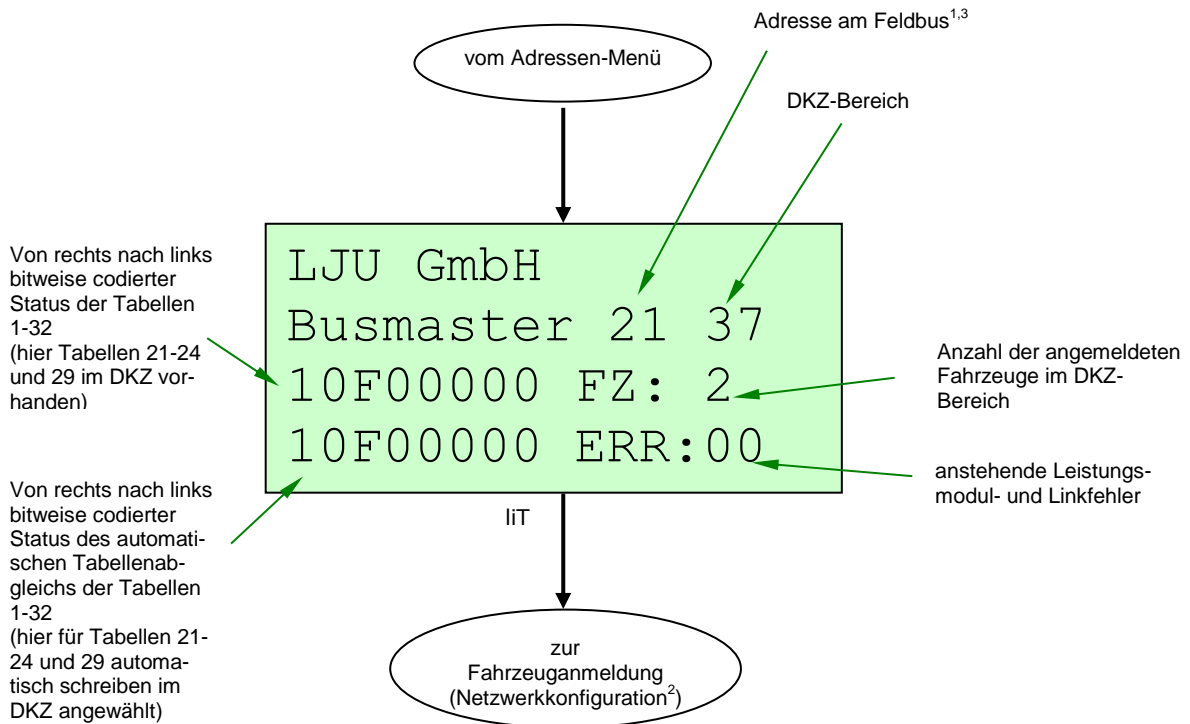 Adresse am Feldbus1,3
vom Adressen-Menü
DKZ-Bereich
Von rechts nach links
bitweise codierter
Status der Tabellen
1-32
(hier Tabellen 21-24
und 29 im DKZ vor-
handen)
LJU GmbH
Busmaster 21 37
10F00000 FZ: 2
10F00000 ERR:00
Anzahl der angemeldeten
Fahrzeuge im DKZ-
Bereich
anstehende Leistungs-
modul- und Linkfehler
Von rechts nach links
bitweise codierter
Status des automati-
schen Tabellenab-
gleichs der Tabellen
1-32
(hier für Tabellen 21-
24 und 29 automa-
tisch schreiben im
DKZ angewählt)
liT
zur
Fahrzeuganmeldung
(Netzwerkkonfiguration2)